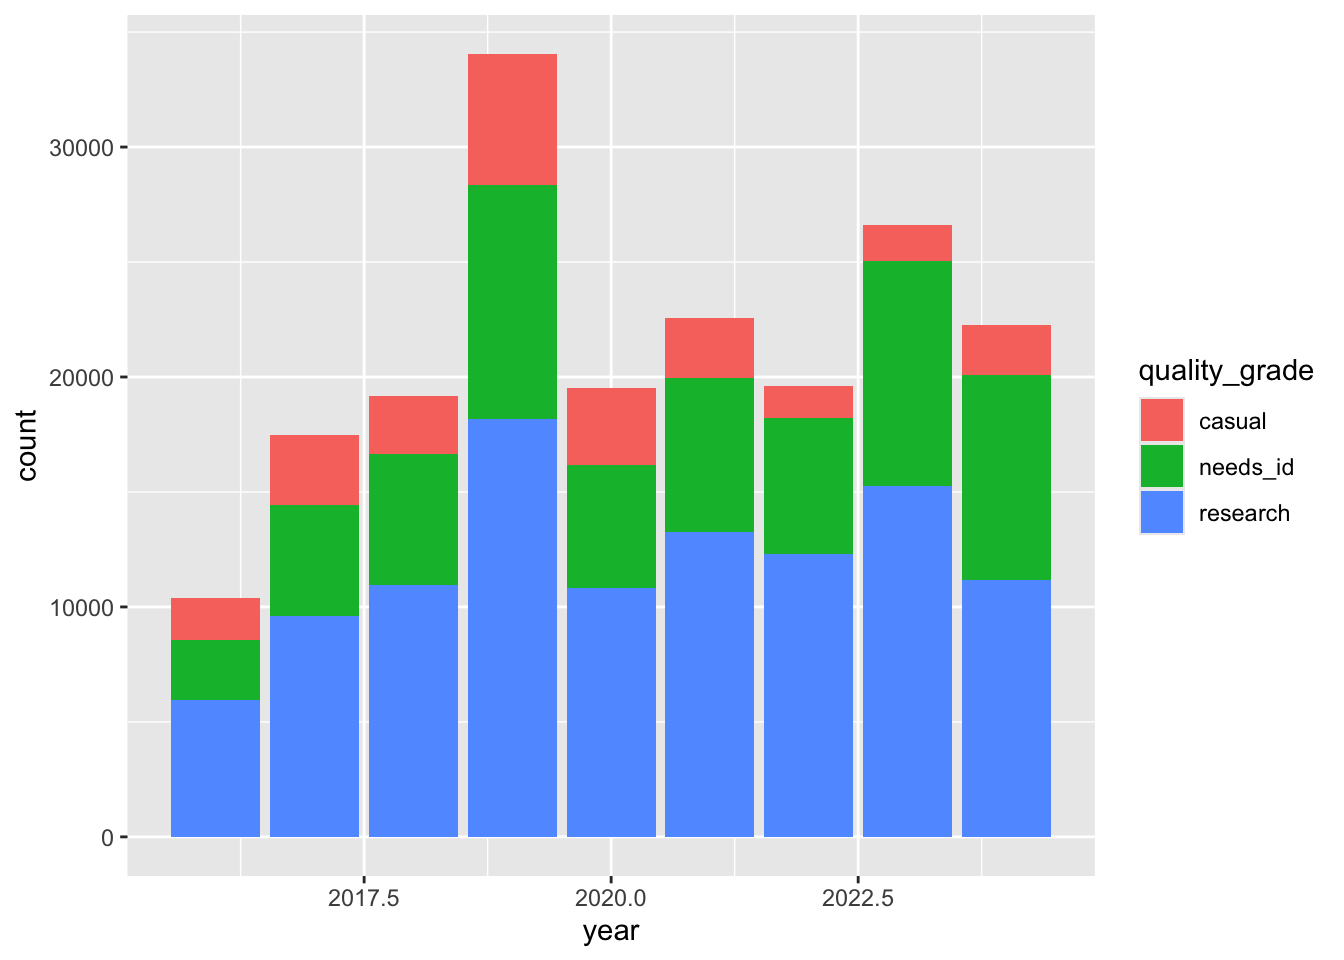 30000
20000
10000
0
count
2017.5
2020.0
2022.5
year
quality_grade
casual
needs_id
research